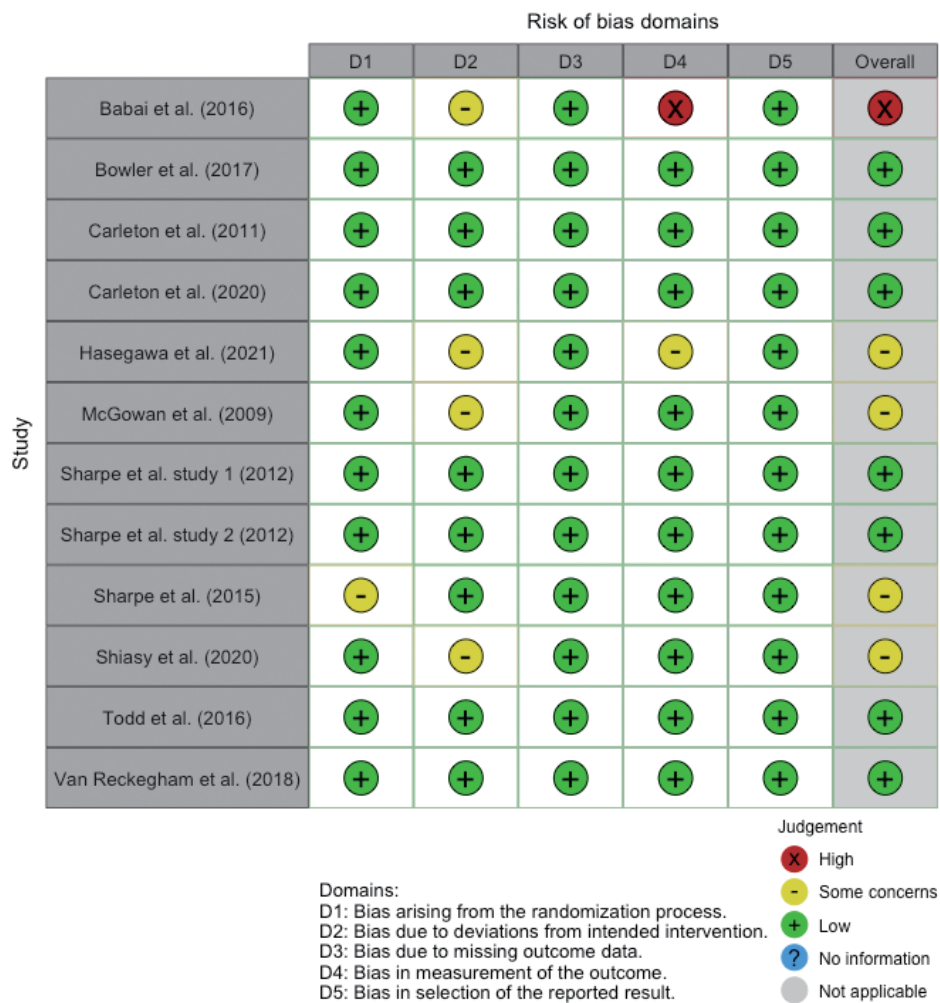 Risk of bias domains
D1 D2 D3 D4 D5 Overall
Study
Babai et al. (2016) + - + X + X
Bowler et al. (2017) + + + + + +
Carleton et al. (2011) + + + + + +
Carleton et al. (2020) + + + + + +
Hasegawa et al. (2021) + - + - + -
McGowan et al. (2009) + - + + + -
Sharpe et al. study 1 (2012) + + + + + +
Sharpe et al. study 2 (2012) + + + + + +
Sharpe et al. (2015) - + + + + -
Shiasy et al. (2020) + - + + + -
Todd et al. (2016) + + + + + +
Van Reckegham et al. (2018) + + + + + +
Domains:
D1: Bias arising from the randomization process.
D2: Bias due to deviations from intended intervention.
D3: Bias due to missing outcome data.
D4: Bias in measurement of the outcome.
D5: Bias in selection of the reported result.
Judgement
X High
- Some concerns
+ Low
? No information
Not applicable